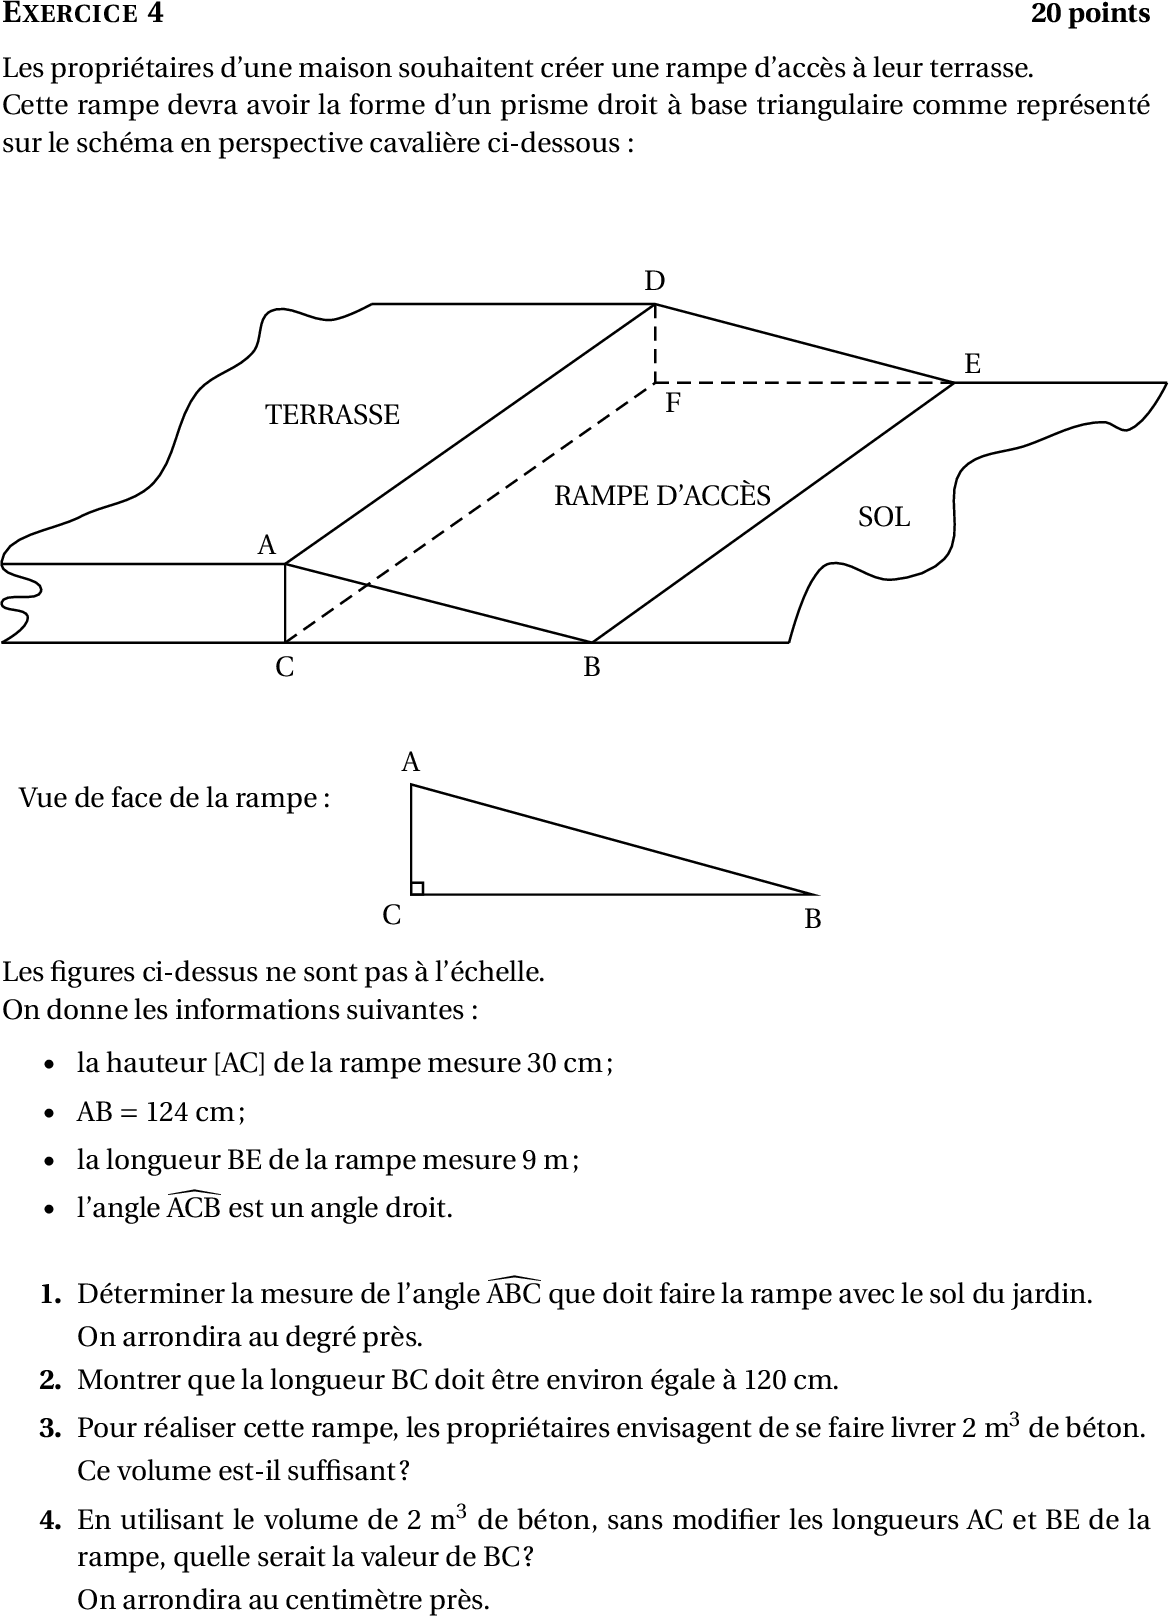 EXERCICE 4 20 points
Les propriétaires d’une maison souhaitent créer une rampe d’accès à leur terrasse.
Cette rampe devra avoir la forme d’un prisme droit à base triangulaire comme représenté
sur le schéma en perspective cavalière ci-dessous :
D
E
TERRASSE
F
RAMPE D’ACCÈS
SOL
A
C
B
A
Vue de face de la rampe :
C
B
Les figures ci-dessus ne sont pas à l’échelle.
On donne les informations suivantes :
• la hauteur [AC] de la rampe mesure 30 cm ;
• AB = 124 cm ;
• la longueur BE de la rampe mesure 9 m ;
• l’angle \widehat{ACB} est un angle droit.
1. Déterminer la mesure de l’angle \widehat{ABC} que doit faire la rampe avec le sol du jardin.
On arrondira au degré près.
2. Montrer que la longueur BC doit être environ égale à 120 cm.
3. Pour réaliser cette rampe, les propriétaires envisagent de se faire livrer 2 m³ de béton.
Ce volume est-il suffisant ?
4. En utilisant le volume de 2 m³ de béton, sans modifier les longueurs AC et BE de la
rampe, quelle serait la valeur de BC ?
On arrondira au centimètre près.